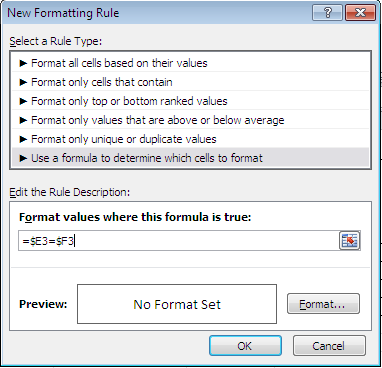 New Formatting Rule
Select a Rule Type:
► Format all cells based on their values
► Format only cells that contain
► Format only top or bottom ranked values
► Format only values that are above or below average
► Format only unique or duplicate values
► Use a formula to determine which cells to format
Edit the Rule Description:
Format values where this formula is true:
=$E3=$F3
Preview: No Format Set Format...
OK Cancel